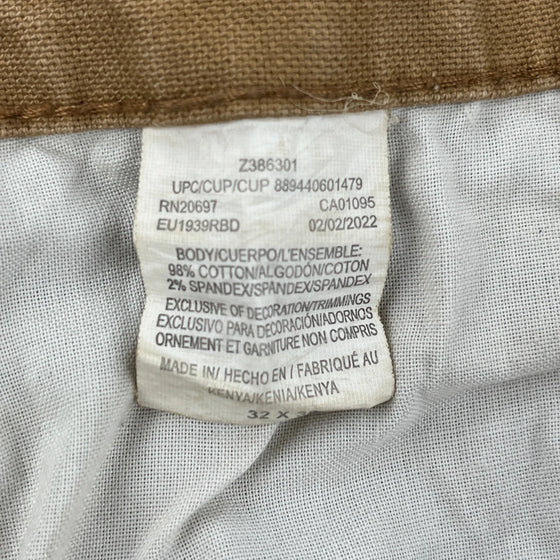 Z386301
UPC/CUP/CUP 889440601479
RN20697 CA01095
EU1939RBD 02/02/2022
BODY/CUERPO/L'ENSEMBLE:
98% COTTON/ALGODÓN/COTON
2% SPANDEX/SPANDEX/SPANDEX
EXCLUSIVE OF DECORATION/TRIMMINGS
EXCLUSIVO PARA DECORACIÓN/ADORNOS
ORNEMENT ET GARNITURE NON COMPRIS
MADE IN/ HECHO EN / FABRIQUÉ AU
KENYA/KENIA/KENYA
32 X